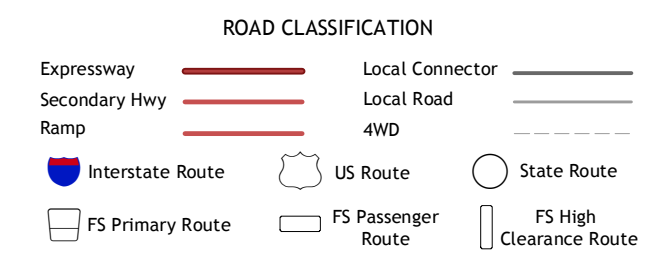 ROAD CLASSIFICATION
Expressway
Local Connector
Secondary Hwy
Local Road
Ramp
4WD
Interstate Route
US Route
State Route
FS Primary Route
FS Passenger
Route
FS High
Clearance Route